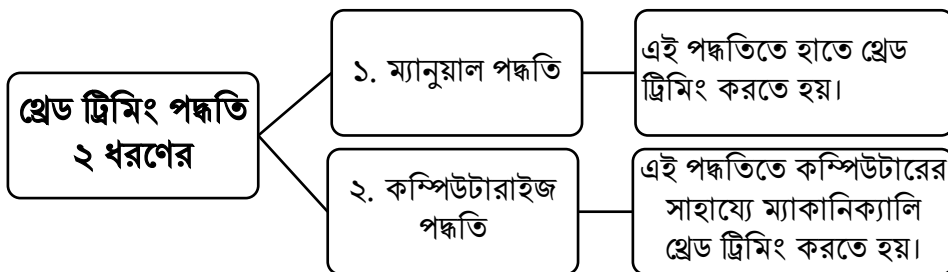 থ্রেড ট্রিমিং পদ্ধতি
২ ধরণের
১. ম্যানুয়াল পদ্ধতি
এই পদ্ধতিতে হাতে থ্রেড
ট্রিমিং করতে হয়।
২. কম্পিউটারাইজ
পদ্ধতি
এই পদ্ধতিতে কম্পিউটারের
সাহায্যে ম্যাকানিক্যালি
থ্রেড ট্রিমিং করতে হয়।